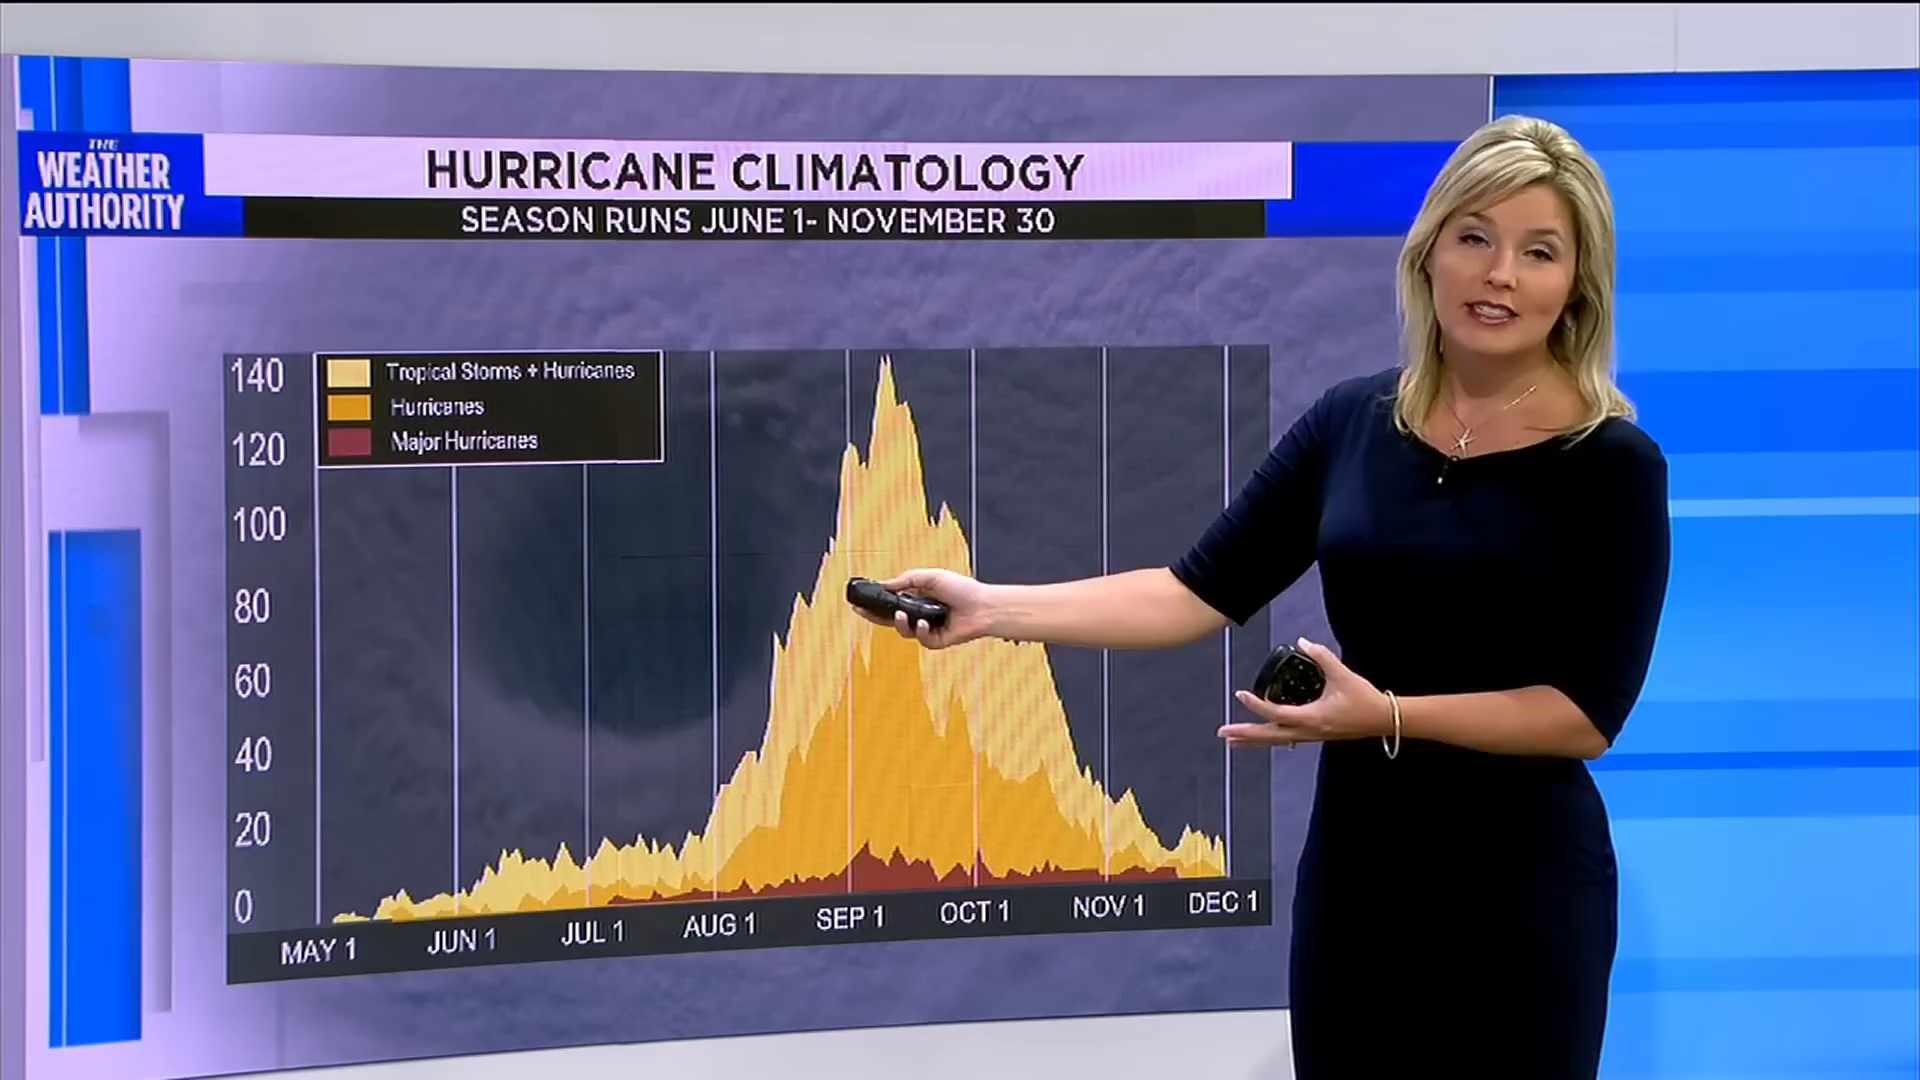 THE
WEATHER
AUTHORITY
HURRICANE CLIMATOLOGY
SEASON RUNS JUNE 1- NOVEMBER 30
Tropical Storms + Hurricanes
Hurricanes
Major Hurricanes
140
120
100
80
60
40
20
0
MAY 1 JUN 1 JUL 1 AUG 1 SEP 1 OCT 1 NOV 1 DEC 1